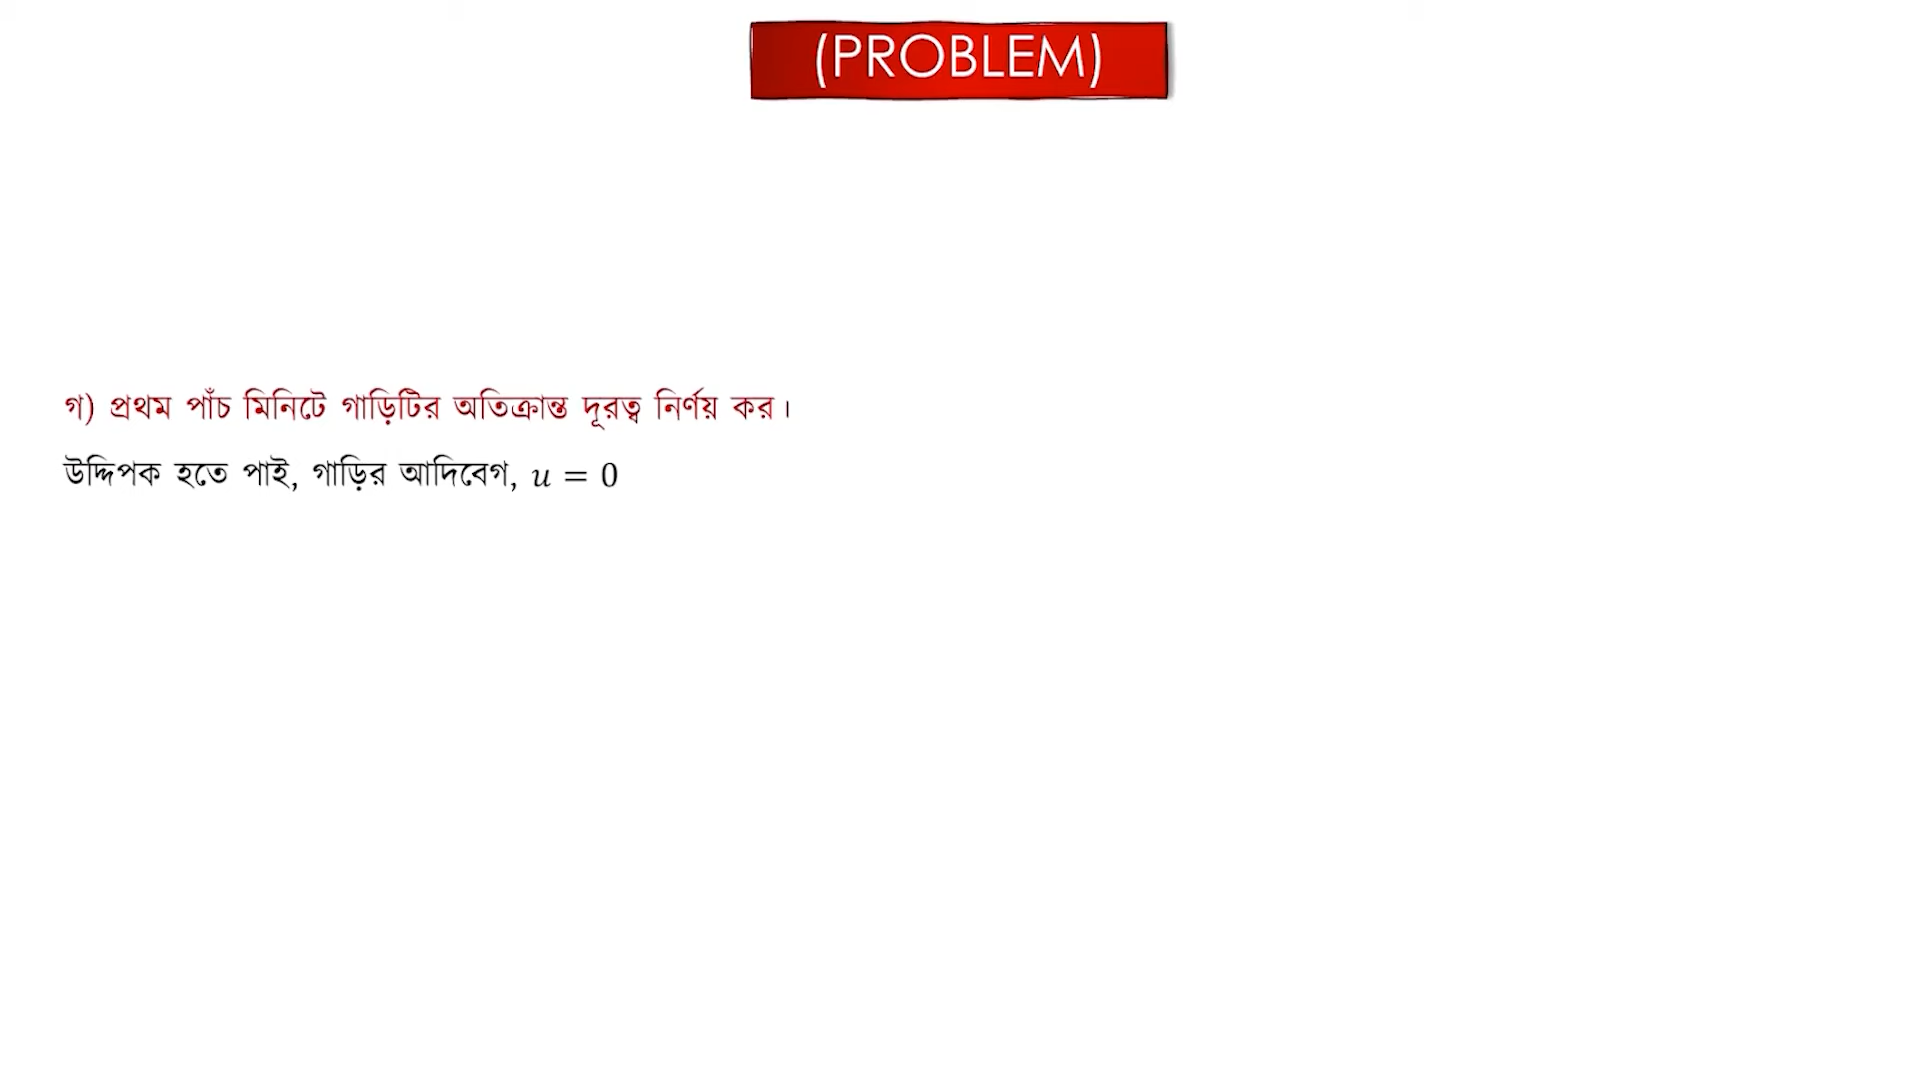 (PROBLEM)
গ) প্রথম পাঁচ মিনিটে গাড়িটির অতিক্রান্ত দূরত্ব নির্ণয় কর।
উদ্দিপক হতে পাই, গাড়ির আদিবেগ, u = 0